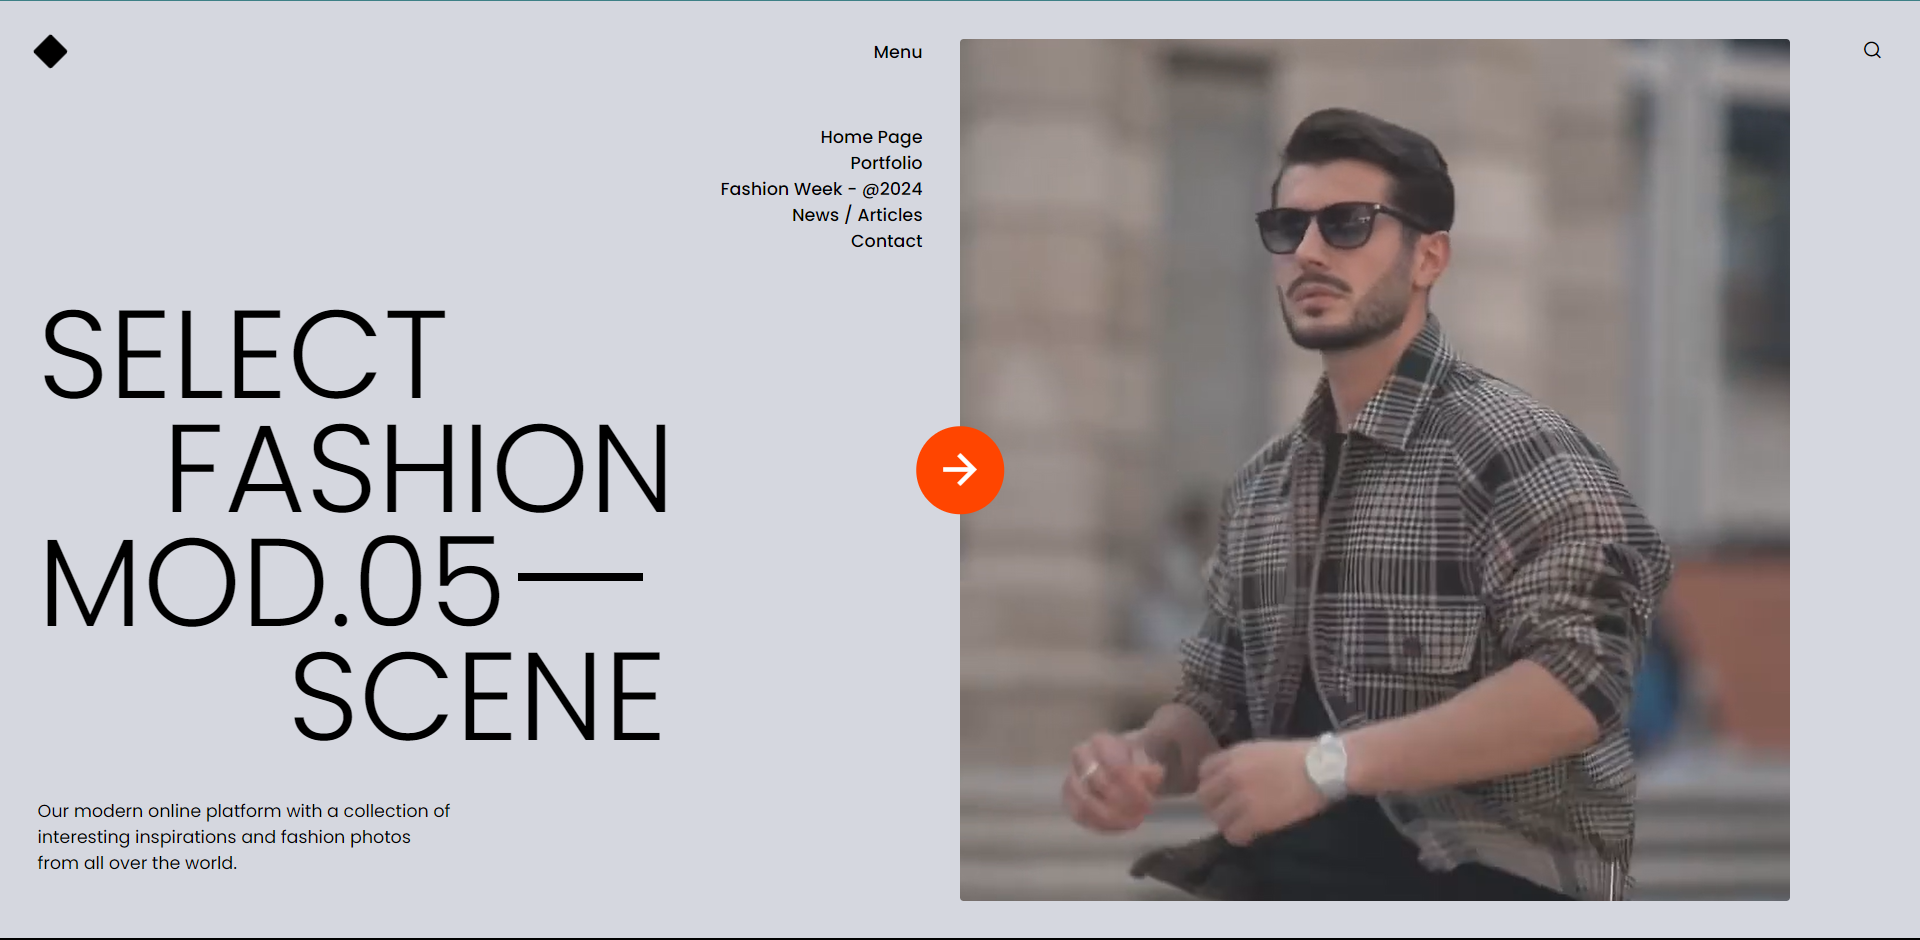 Menu
Home Page
Portfolio
Fashion Week - @2024
News / Articles
Contact
SELECT
FASHION
MOD.05—
SCENE
Our modern online platform with a collection of
interesting inspirations and fashion photos
from all over the world.